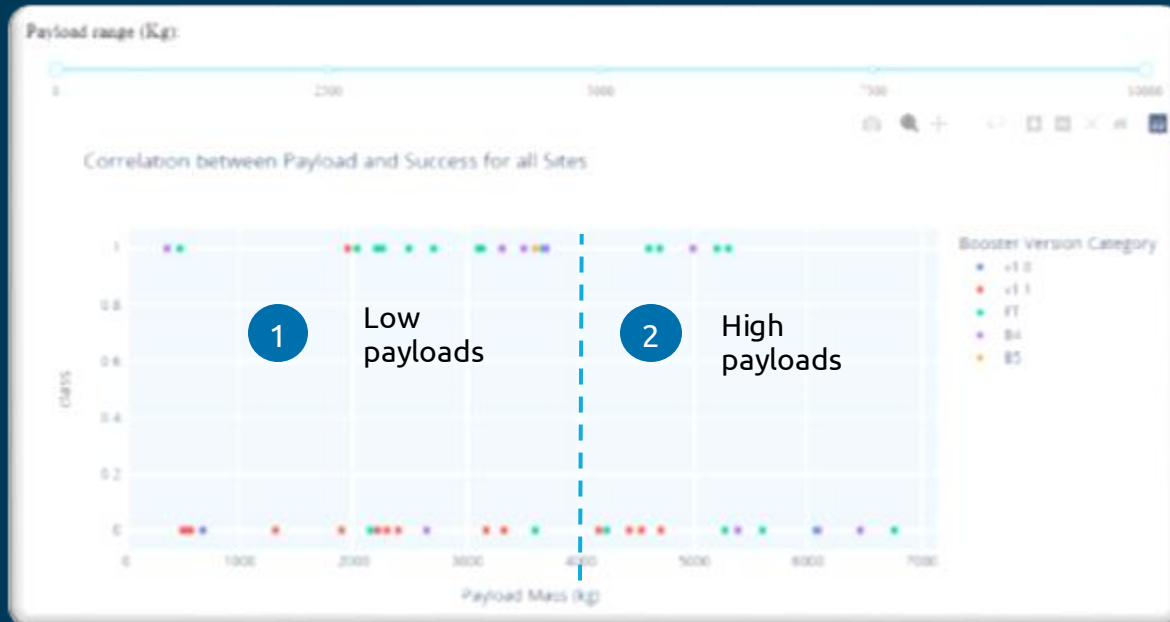 Payload range (Kg):
0 2500 5000 7500 10000
Correlation between Payload and Success for all Sites
1
0.8
0.6
0.4
0.2
0
class
1 Low payloads
2 High payloads
0 1000 2000 3000 4000 5000 6000 7000
Payload Mass (kg)
Booster Version Category
v1.0
v1.1
FT
B4
B5